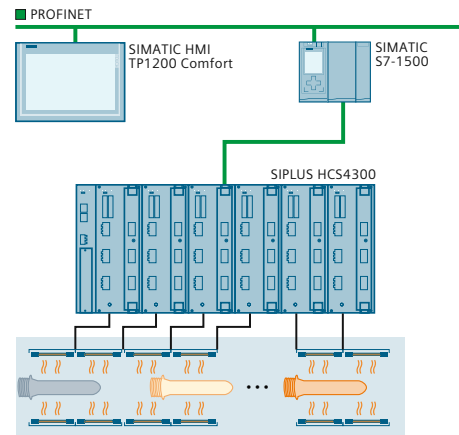 PROFINET
SIMATIC HMI
TP1200 Comfort
SIMATIC
S7-1500
SIPLUS HCS4300